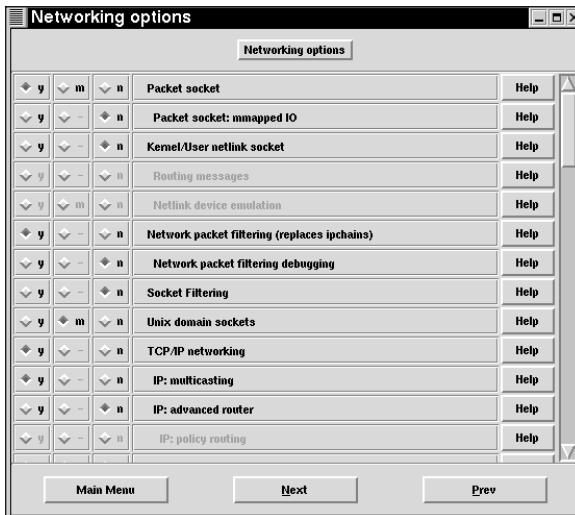 Networking options
Networking options
y m n Packet socket Help
y - n Packet socket: mmapped IO Help
y - n Kernel/User netlink socket Help
y - n Routing messages Help
y m n Netlink device emulation Help
y - n Network packet filtering (replaces ipchains) Help
y - n Network packet filtering debugging Help
y - n Socket Filtering Help
y m n Unix domain sockets Help
y - n TCP/IP networking Help
y - n IP: multicasting Help
y - n IP: advanced router Help
y - n IP: policy routing Help
Main Menu Next Prev